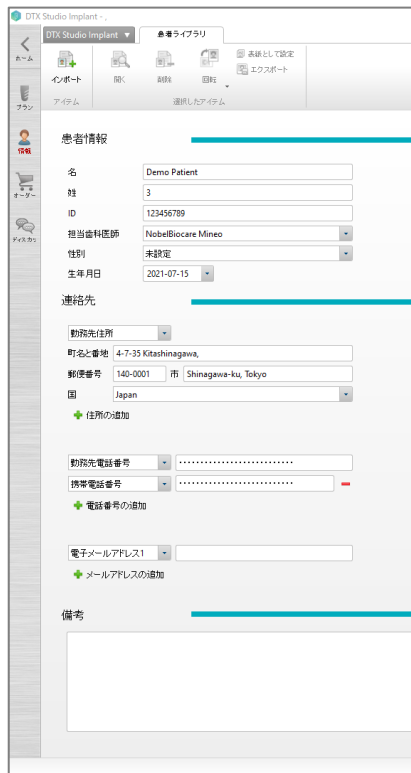 DTX Studio Implant - ,
DTX Studio Implant ▼ 患者ライブラリ
ホーム
インポート 開く 削除 回転 表紙として設定
エクスポート
アイテム 選択したアイテム
プラン
情報
オーダー
患者情報
名 Demo Patient
姓 3
ID 123456789
担当歯科医師 NobelBiocare Mineo
性別 未設定
生年月日 2021-07-15
連絡先
勤務先住所
町名と番地 4-7-35 Kitashinagawa,
郵便番号 140-0001 市 Shinagawa-ku, Tokyo
国 Japan
住所の追加
勤務先電話番号 ··························
携帯電話番号 ··························
電話番号の追加
電子メールアドレス1
メールアドレスの追加
備考